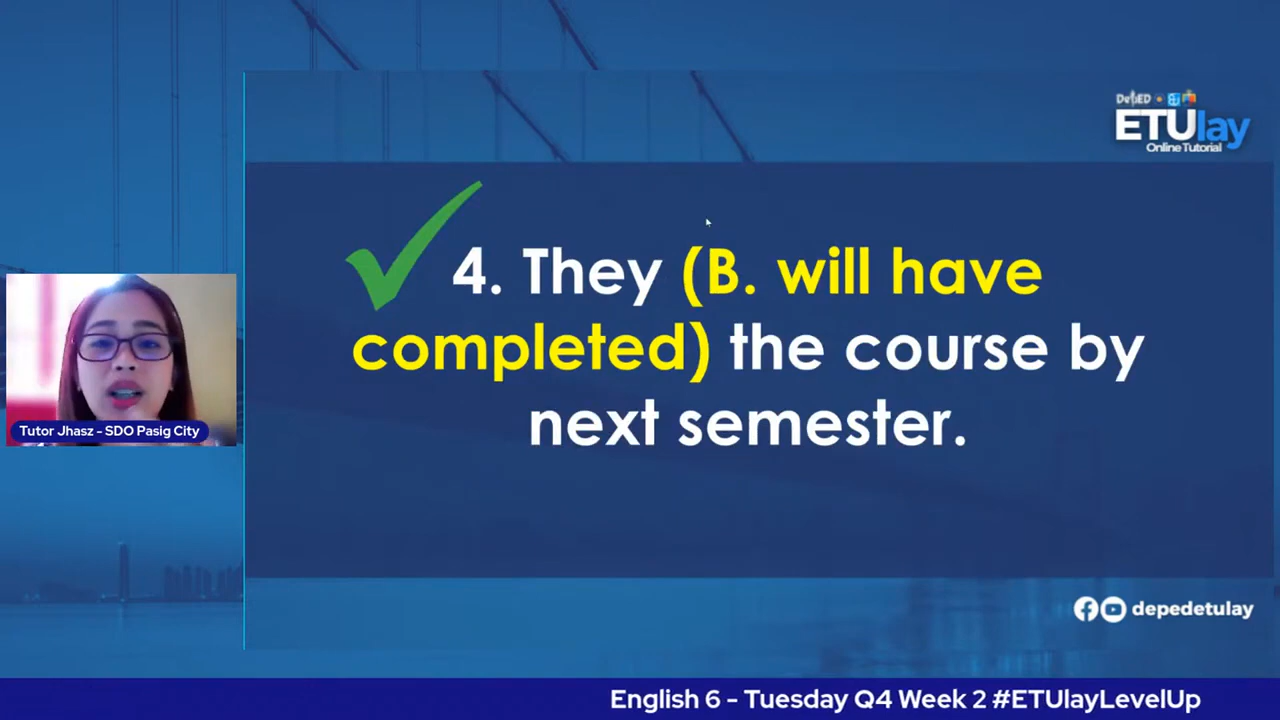 DepED
ETUlay
Online Tutorial
4. They (B. will have
completed) the course by
next semester.
Tutor Jhasz - SDO Pasig City
depedetulay
English 6 - Tuesday Q4 Week 2 #ETUlayLevelUp